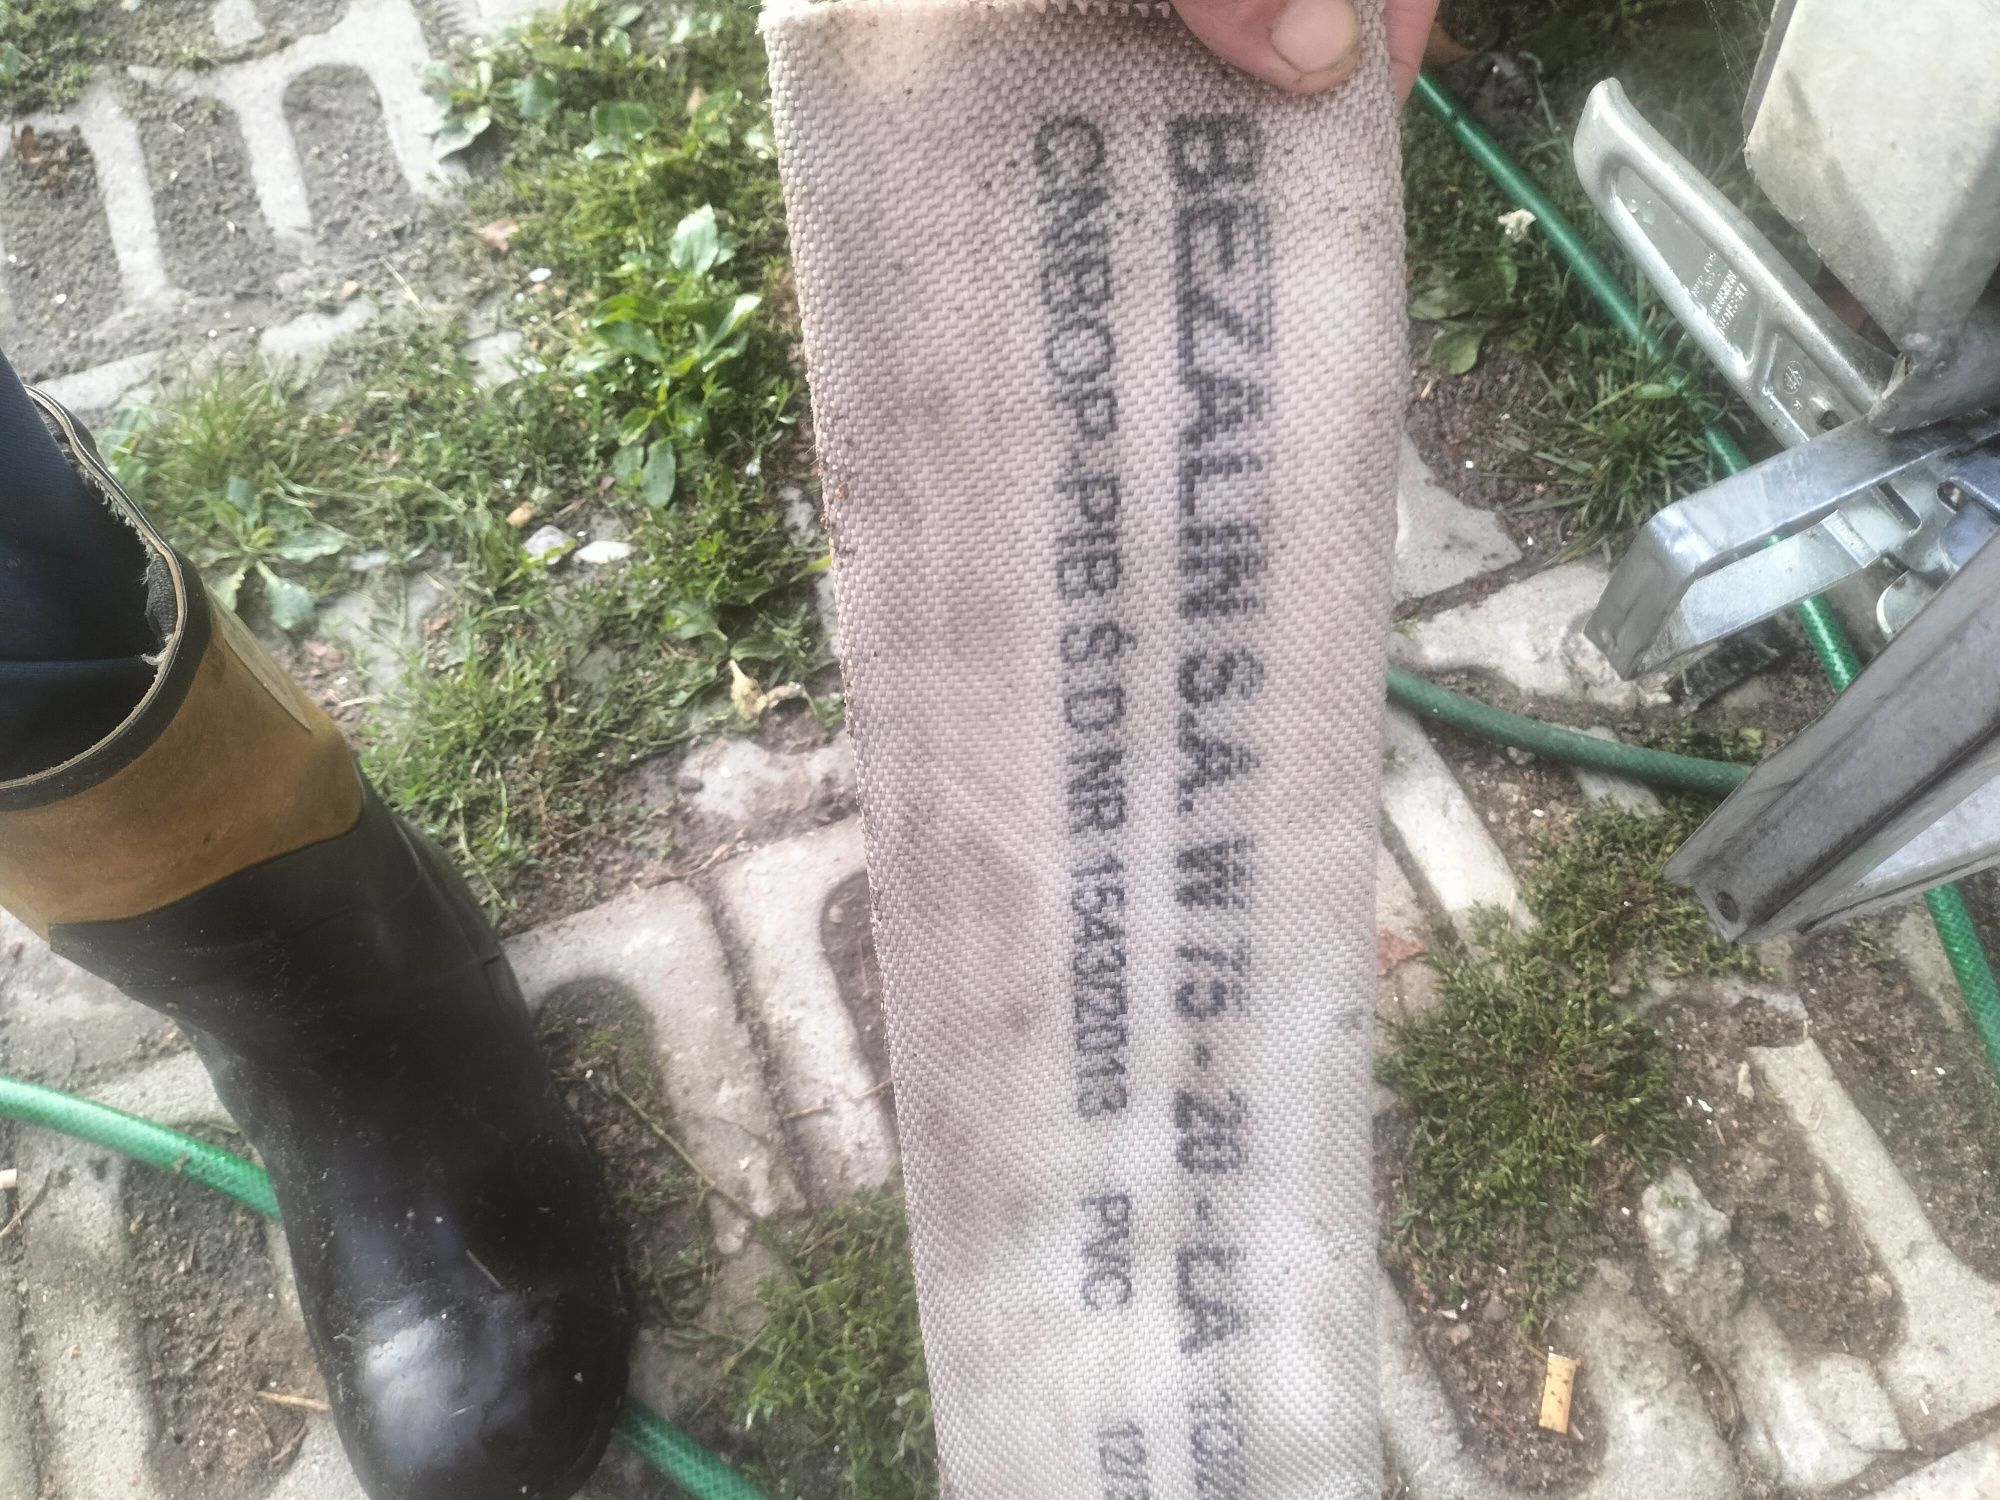 BEZALIN S.A. W 75 - 20 - ŁA
CNBOP-PIB Ś D NR 1543/2013 PVC